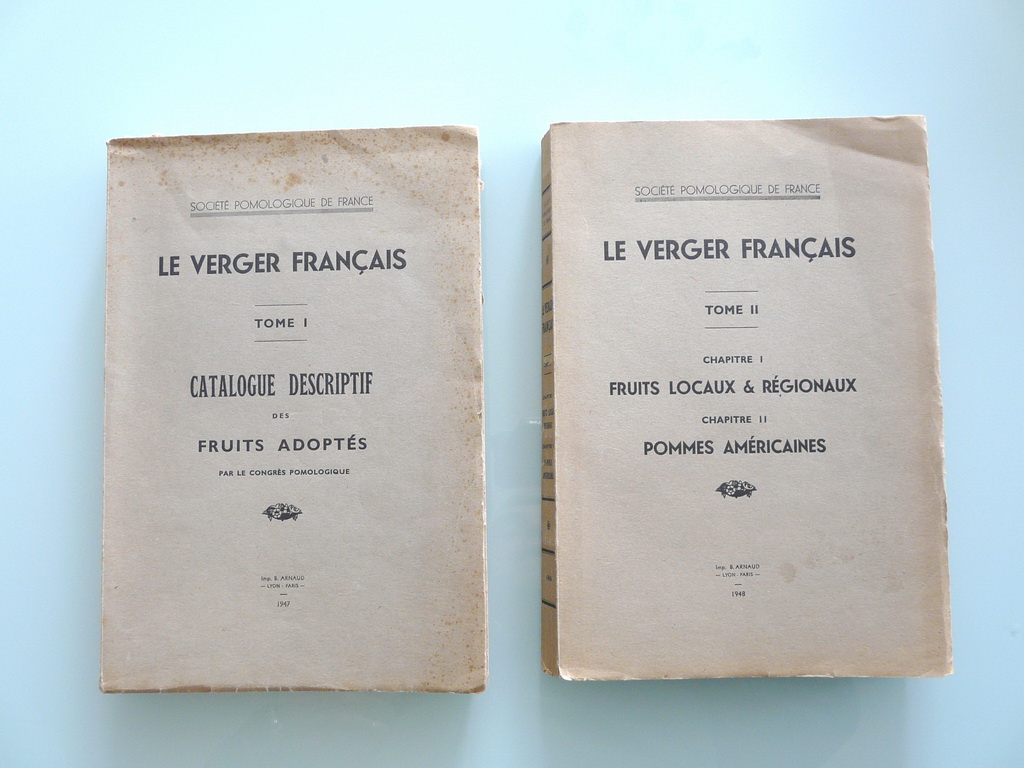 SOCIÉTÉ POMOLOGIQUE DE FRANCE
LE VERGER FRANÇAIS
TOME I
CATALOGUE DESCRIPTIF
DES
FRUITS ADOPTÉS
PAR LE CONGRÈS POMOLOGIQUE
Imp. B. ARNAUD
— LYON - PARIS —
1947
SOCIÉTÉ POMOLOGIQUE DE FRANCE
LE VERGER FRANÇAIS
TOME II
CHAPITRE I
FRUITS LOCAUX & RÉGIONAUX
CHAPITRE II
POMMES AMÉRICAINES
Imp. B. ARNAUD
— LYON - PARIS —
1948